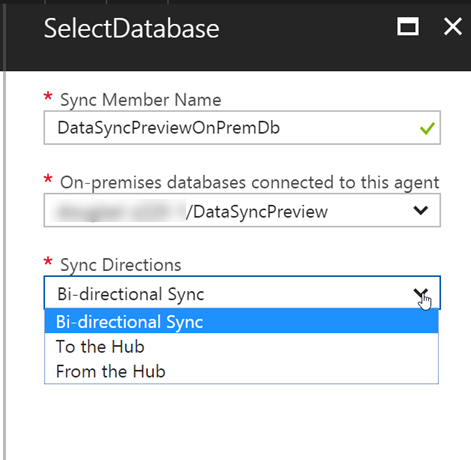 SelectDatabase
* Sync Member Name
DataSyncPreviewOnPremDb
* On-premises databases connected to this agent
/DataSyncPreview
* Sync Directions
Bi-directional Sync
Bi-directional Sync
To the Hub
From the Hub